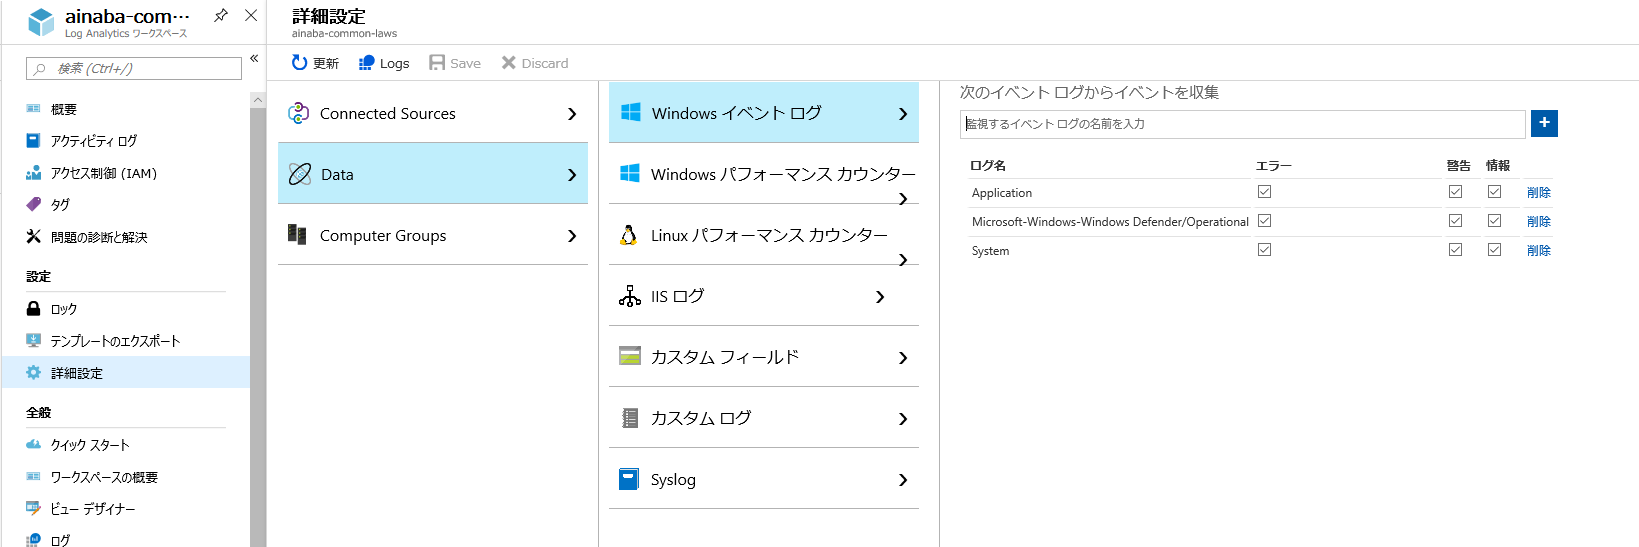 ainaba-com···
Log Analytics ワークスペース
検索 (Ctrl+/)
«
概要
アクティビティ ログ
アクセス制御 (IAM)
タグ
問題の診断と解決
設定
ロック
テンプレートのエクスポート
詳細設定
全般
クイック スタート
ワークスペースの概要
ビュー デザイナー
ログ
詳細設定
ainaba-common-laws
更新 Logs Save Discard
Connected Sources
Data
Computer Groups
Windows イベント ログ
Windows パフォーマンス カウンター
Linux パフォーマンス カウンター
IIS ログ
カスタム フィールド
カスタム ログ
Syslog
次のイベント ログからイベントを収集
監視するイベント ログの名前を入力
ログ名 エラー 警告 情報
Application 削除
Microsoft-Windows-Windows Defender/Operational 削除
System 削除